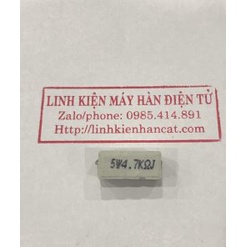 LINH KIỆN MÁY HÀN ĐIỆN TỬ
Zalo/phone: 0985.414.891
Http://linhkienhancat.com
5W4.7KΩJ